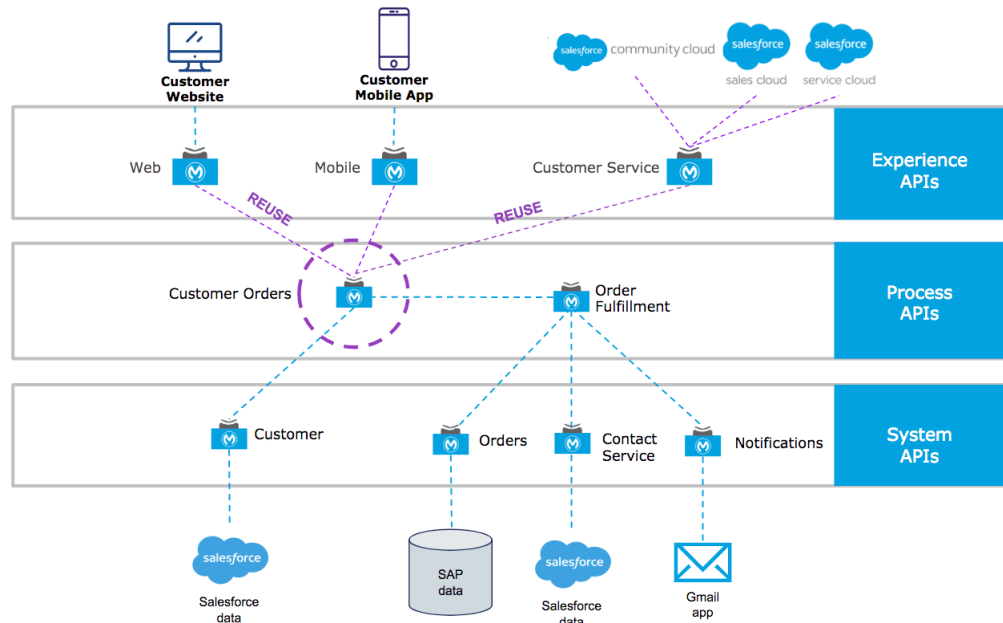 Customer
Website
Customer
Mobile App
salesforce community cloud
salesforce
sales cloud
salesforce
service cloud
Web
Mobile
Customer Service
Experience
APIs
REUSE
REUSE
Customer Orders
Order
Fulfillment
Process
APIs
Customer
Orders
Contact
Service
Notifications
System
APIs
salesforce
Salesforce
data
SAP
data
salesforce
Salesforce
data
Gmail
app